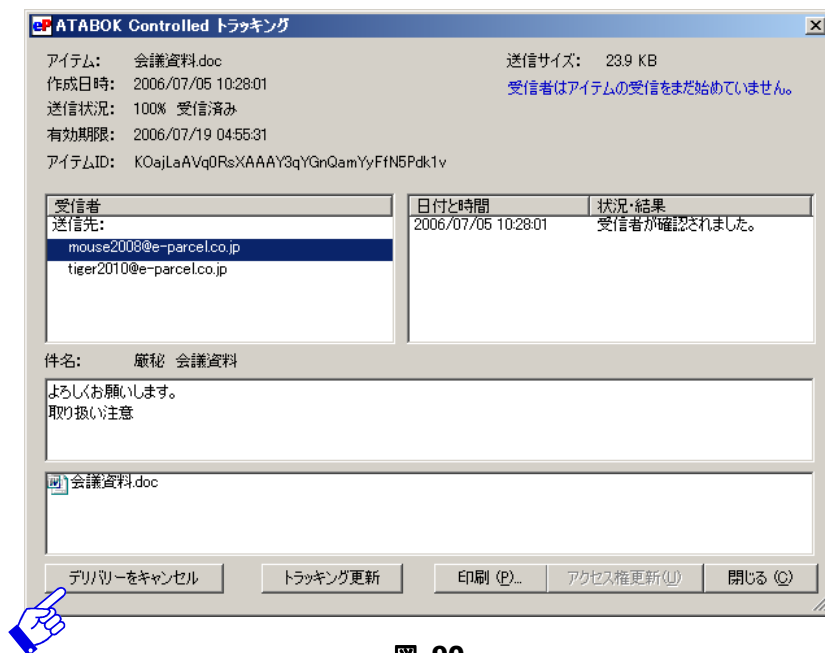 eP ATABOK Controlled トラッキング
アイテム: 会議資料.doc 送信サイズ: 23.9 KB
作成日時: 2006/07/05 10:28:01 受信者はアイテムの受信をまだ始めていません。
送信状況: 100% 受信済み
有効期限: 2006/07/19 04:55:31
アイテムID: KOajLaAVq0RsXAAAY3qYGnQamYyFfN5Pdk1v
受信者 日付と時間 状況・結果
送信先: 2006/07/05 10:28:01 受信者が確認されました。
mouse2008@e-parcel.co.jp
tiger2010@e-parcel.co.jp
件名: 厳秘 会議資料
よろしくお願いします。
取り扱い注意
会議資料.doc
デリバリーをキャンセル トラッキング更新 印刷 (P)... アクセス権更新(U) 閉じる (C)